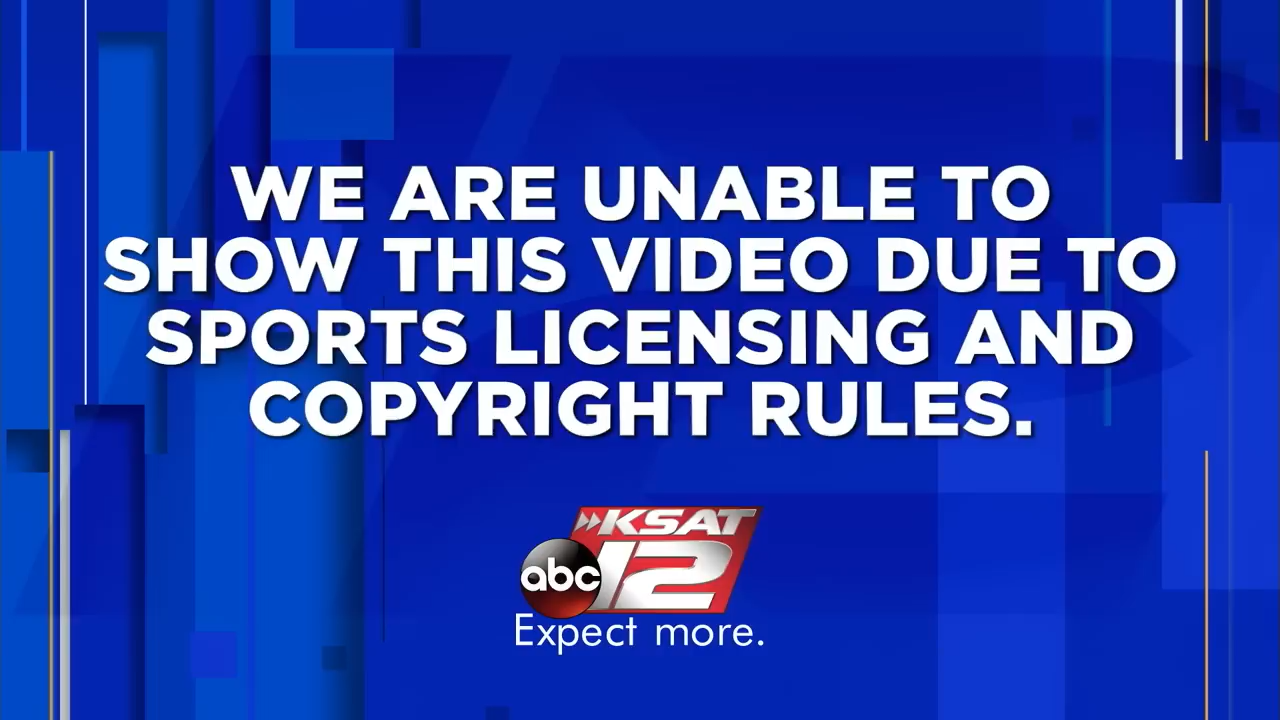 WE ARE UNABLE TO
SHOW THIS VIDEO DUE TO
SPORTS LICENSING AND
COPYRIGHT RULES.
KSAT
abc 12
Expect more.